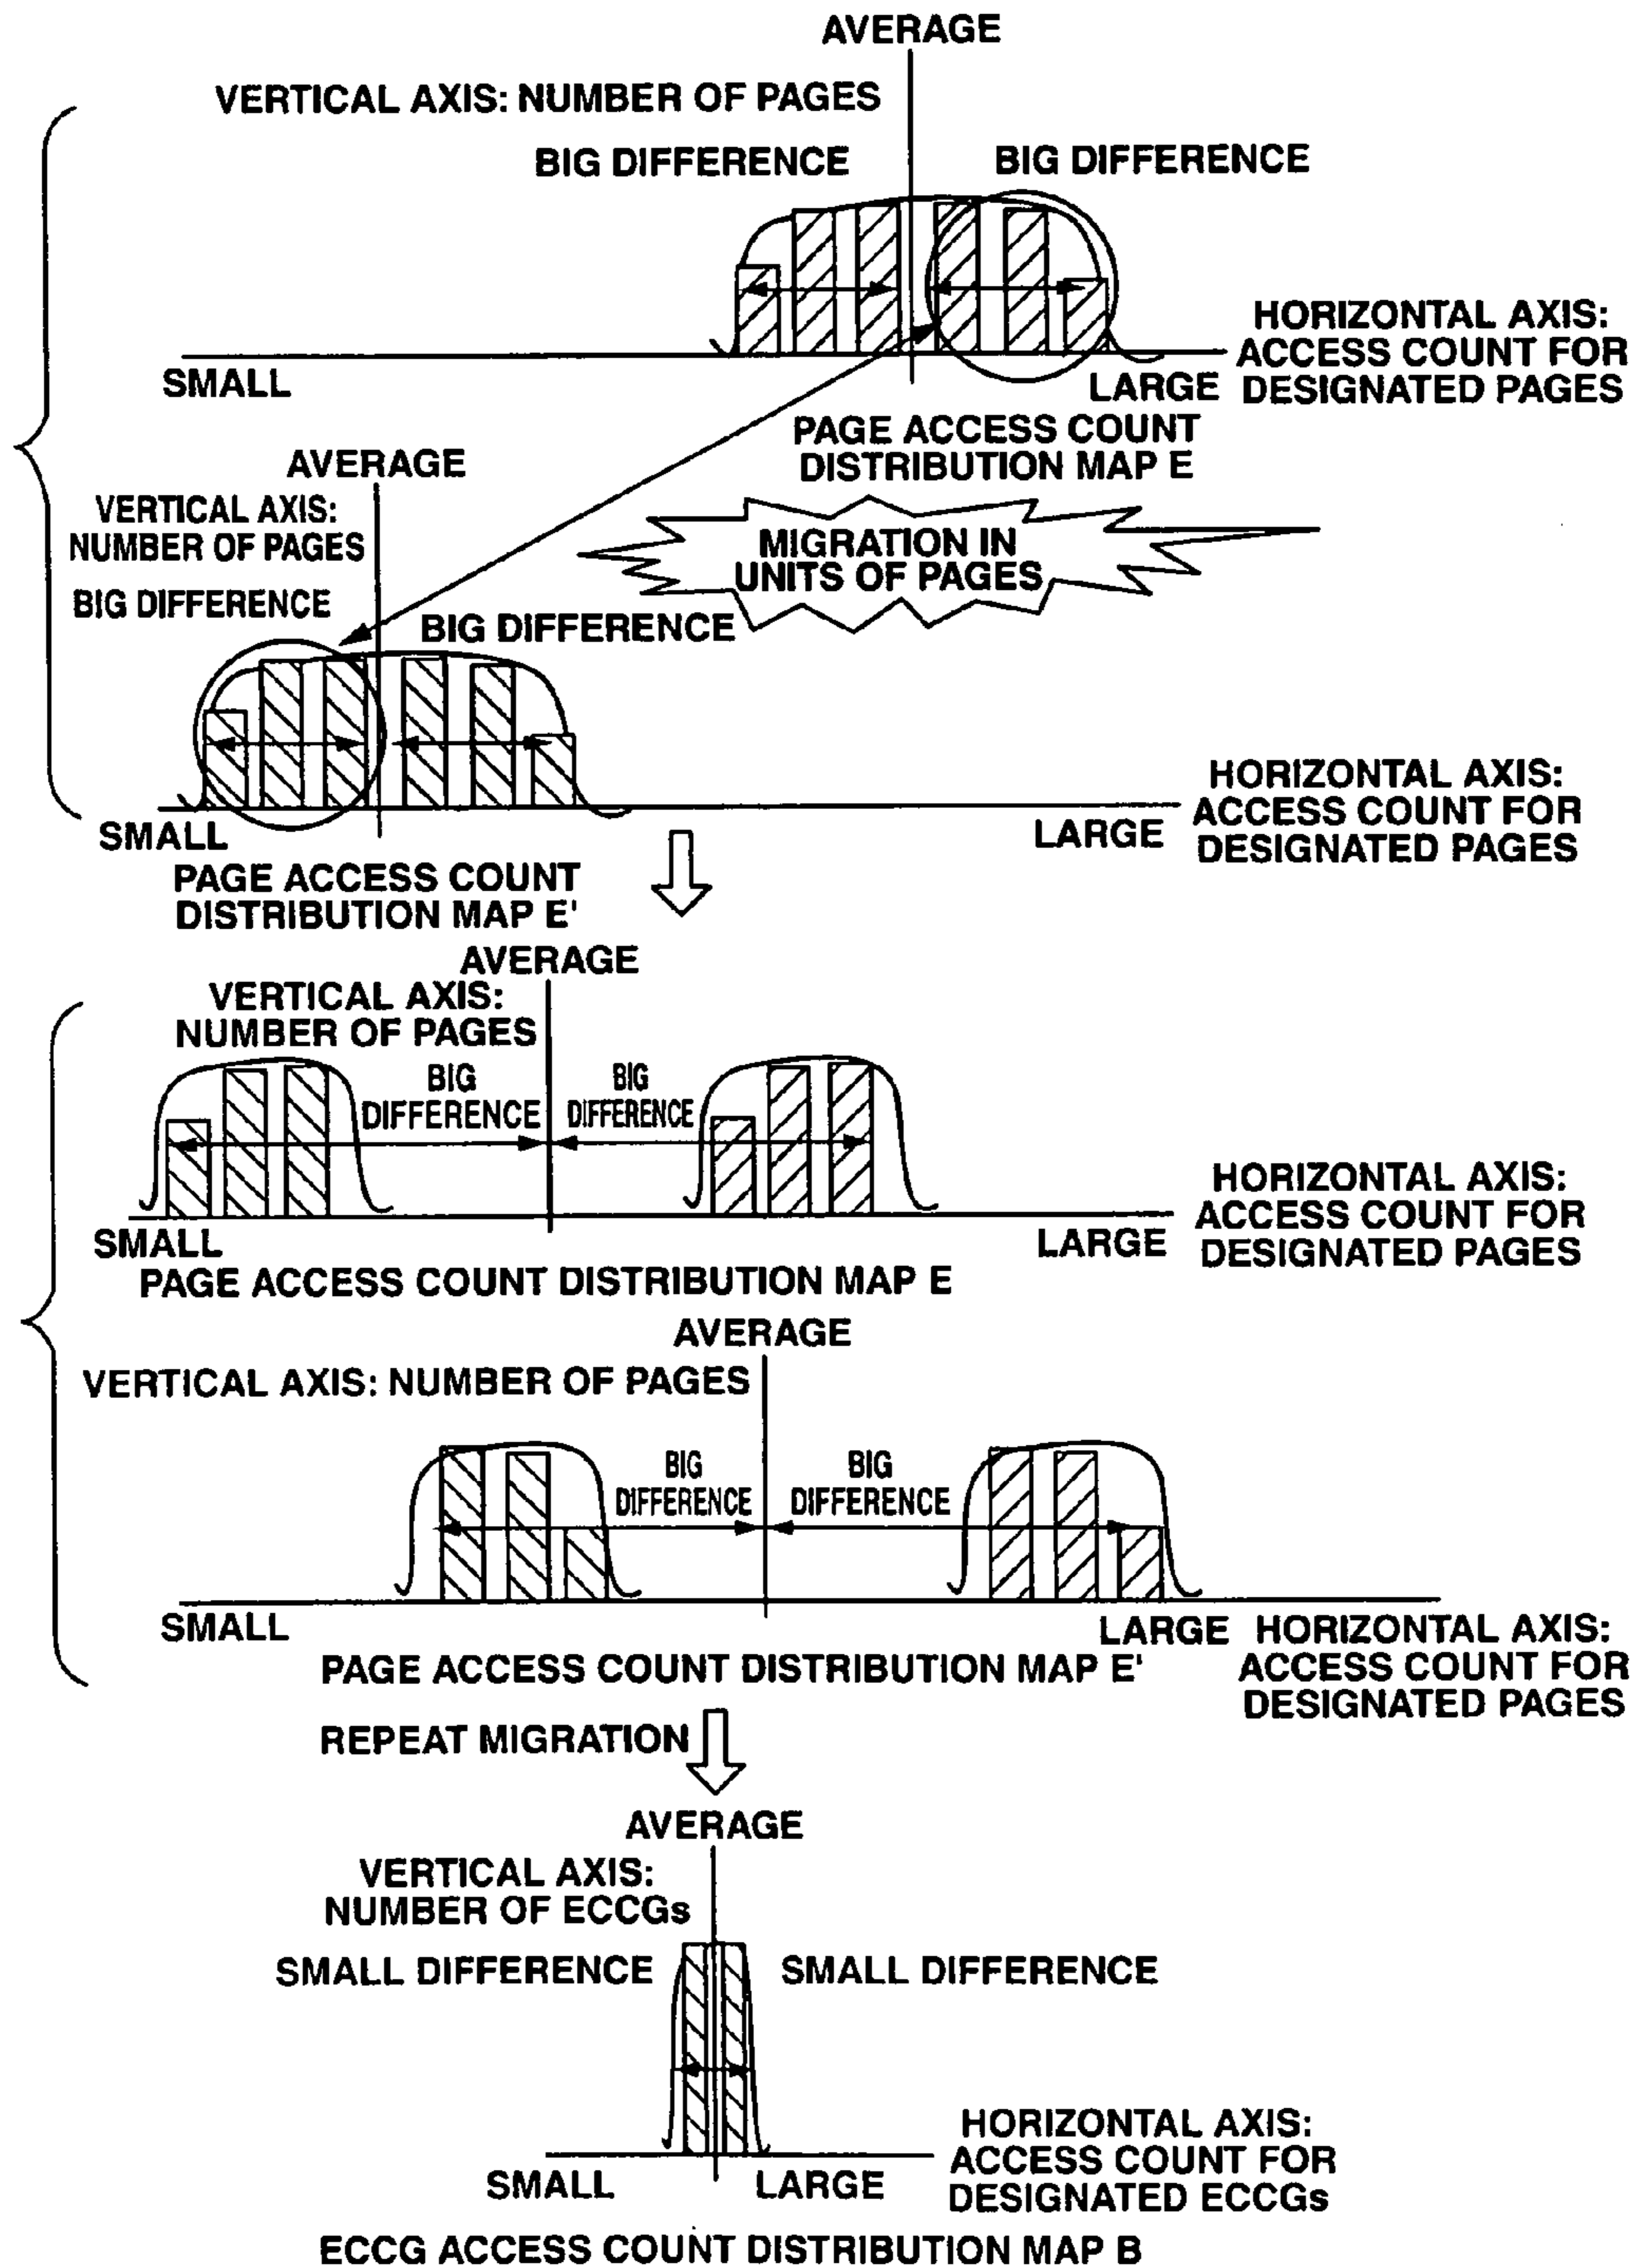 AVERAGE
VERTICAL AXIS: NUMBER OF PAGES
BIG DIFFERENCE
BIG DIFFERENCE
HORIZONTAL AXIS:
ACCESS COUNT FOR
DESIGNATED PAGES
SMALL
LARGE
PAGE ACCESS COUNT
DISTRIBUTION MAP E
AVERAGE
VERTICAL AXIS:
NUMBER OF PAGES
MIGRATION IN
UNITS OF PAGES
BIG DIFFERENCE
BIG DIFFERENCE
HORIZONTAL AXIS:
ACCESS COUNT FOR
DESIGNATED PAGES
SMALL
LARGE
PAGE ACCESS COUNT
DISTRIBUTION MAP E'
AVERAGE
VERTICAL AXIS:
NUMBER OF PAGES
BIG
DIFFERENCE
BIG
DIFFERENCE
HORIZONTAL AXIS:
ACCESS COUNT FOR
DESIGNATED PAGES
SMALL
LARGE
PAGE ACCESS COUNT DISTRIBUTION MAP E
AVERAGE
VERTICAL AXIS: NUMBER OF PAGES
BIG
DIFFERENCE
BIG
DIFFERENCE
SMALL
LARGE
HORIZONTAL AXIS:
ACCESS COUNT FOR
DESIGNATED PAGES
PAGE ACCESS COUNT DISTRIBUTION MAP E'
REPEAT MIGRATION
AVERAGE
VERTICAL AXIS:
NUMBER OF ECCGs
SMALL DIFFERENCE
SMALL DIFFERENCE
HORIZONTAL AXIS:
ACCESS COUNT FOR
DESIGNATED ECCGs
SMALL
LARGE
ECCG ACCESS COUNT DISTRIBUTION MAP B